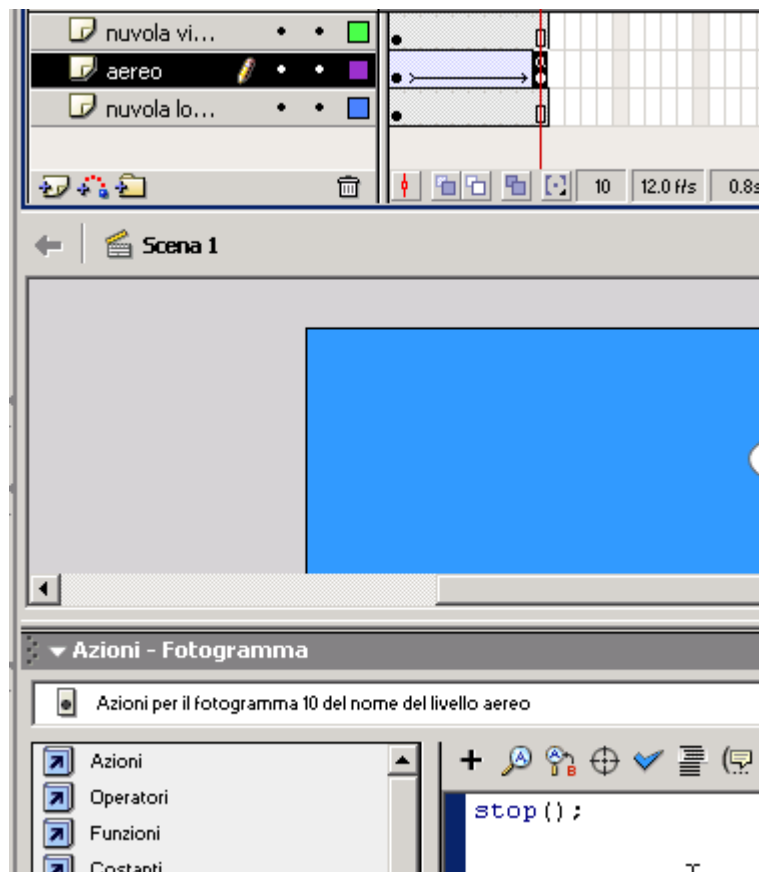 nuvola vi...
aereo
nuvola lo...
10 12.0 f/s 0.8s
Scena 1
Azioni - Fotogramma
Azioni per il fotogramma 10 del nome del livello aereo
Azioni
Operatori
Funzioni
Costanti
stop();